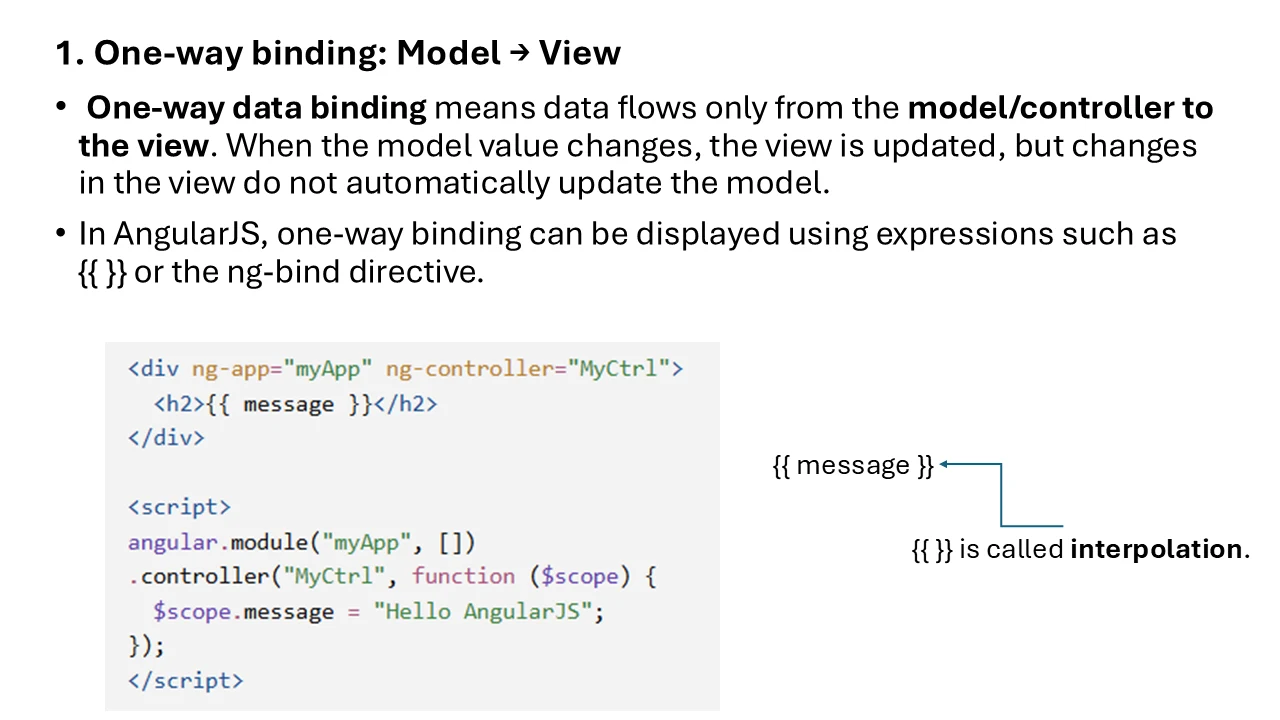 1. One-way binding: Model → View
• One-way data binding means data flows only from the model/controller to
the view. When the model value changes, the view is updated, but changes
in the view do not automatically update the model.
• In AngularJS, one-way binding can be displayed using expressions such as
{{ }} or the ng-bind directive.
<div ng-app="myApp" ng-controller="MyCtrl">
  <h2>{{ message }}</h2>
</div>
<script>
angular.module("myApp", [])
.controller("MyCtrl", function ($scope) {
  $scope.message = "Hello AngularJS";
});
</script>
{{ message }}
{{ }} is called interpolation.